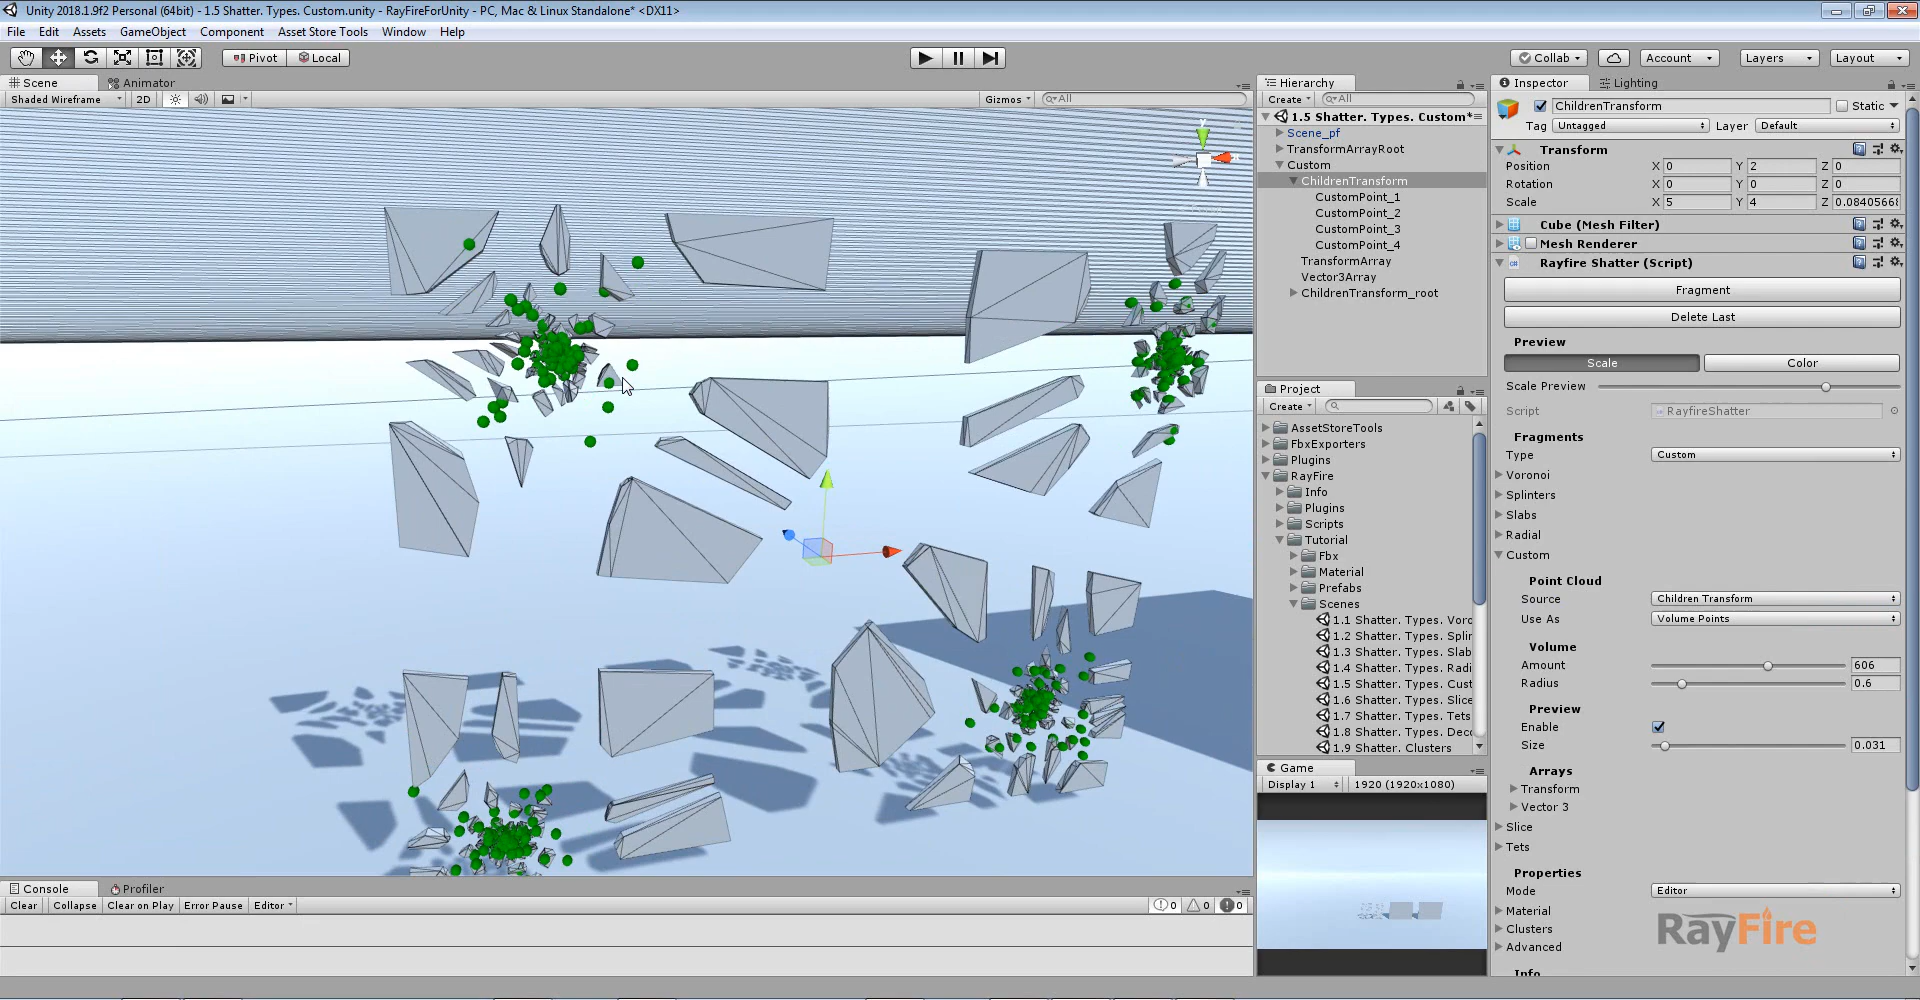 Unity 2018.1.9f2 Personal (64bit) - 1.5 Shatter. Types. Custom.unity - RayFireForUnity - PC, Mac & Linux Standalone* <DX11>
File Edit Assets GameObject Component Asset Store Tools Window Help
Pivot Local Collab Account Layers Layout
Scene Animator
Shaded Wireframe 2D Gizmos All
Hierarchy
Create All
1.5 Shatter. Types. Custom*
Scene_pf
TransformArrayRoot
Custom
ChildrenTransform
CustomPoint_1
CustomPoint_2
CustomPoint_3
CustomPoint_4
TransformArray
Vector3Array
ChildrenTransform_root
Project
Create
AssetStoreTools
FbxExporters
Plugins
RayFire
Info
Plugins
Scripts
Tutorial
Fbx
Material
Prefabs
Scenes
1.1 Shatter. Types. Voro
1.2 Shatter. Types. Splin
1.3 Shatter. Types. Slab
1.4 Shatter. Types. Radi
1.5 Shatter. Types. Cust
1.6 Shatter. Types. Slice
1.7 Shatter. Types. Tets
1.8 Shatter. Types. Deco
1.9 Shatter. Clusters
Game
Display 1 1920 (1920x1080)
Inspector Lighting
ChildrenTransform Static
Tag Untagged Layer Default
Transform
Position X 0 Y 2 Z 0
Rotation X 0 Y 0 Z 0
Scale X 5 Y 4 Z 0.0840566
Cube (Mesh Filter)
Mesh Renderer
Rayfire Shatter (Script)
Fragment
Delete Last
Preview
Scale Color
Scale Preview
Script RayfireShatter
Fragments
Type Custom
Voronoi
Splinters
Slabs
Radial
Custom
Point Cloud
Source Children Transform
Use As Volume Points
Volume
Amount 606
Radius 0.6
Preview
Enable
Size 0.031
Arrays
Transform
Vector 3
Slice
Tets
Properties
Mode Editor
Material
Clusters
Advanced
Info
RayFire
Console Profiler
Clear Collapse Clear on Play Error Pause Editor 0 0 0